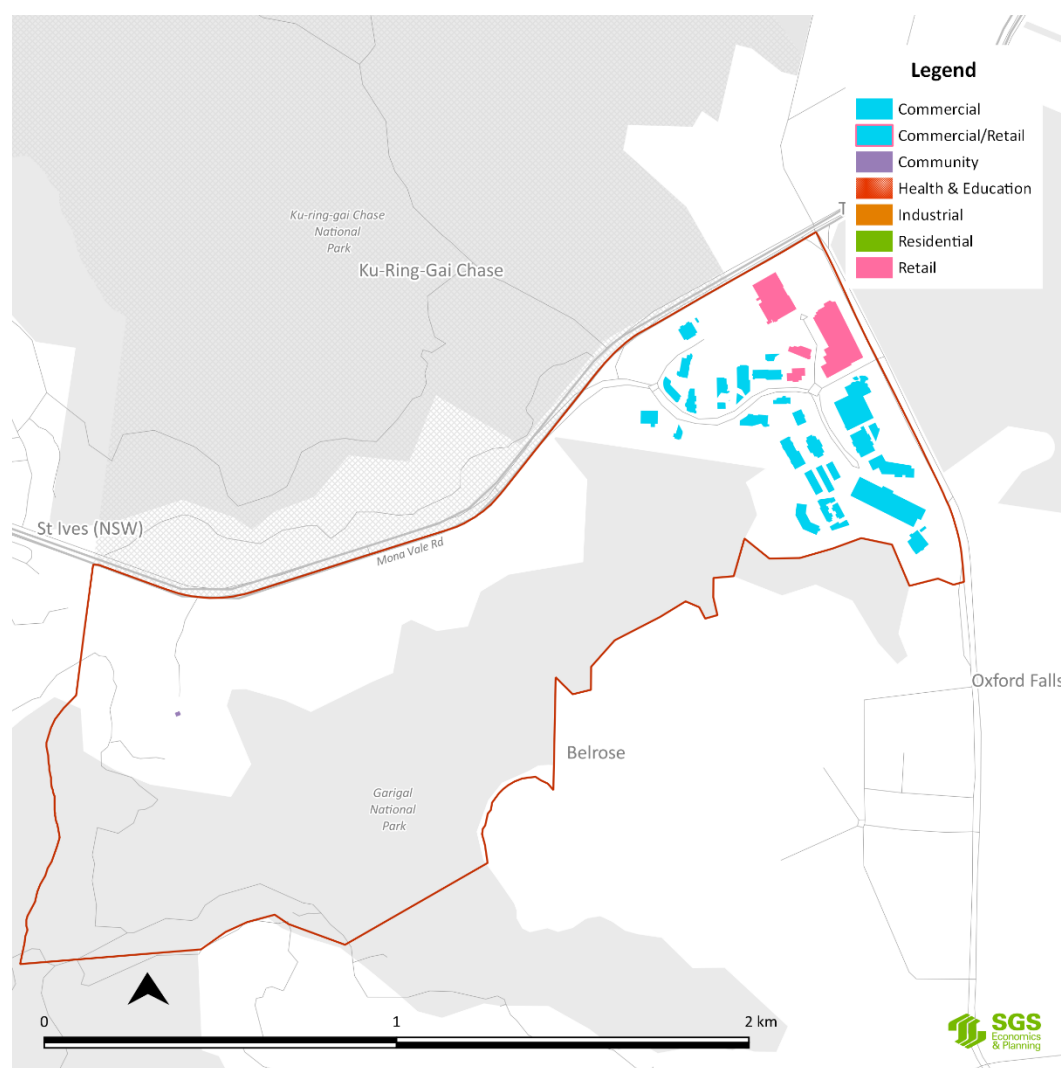 Legend
Commercial
Commercial/Retail
Community
Health & Education
Industrial
Residential
Retail
T
Ku-ring-gai Chase
National
Park
Ku-Ring-Gai Chase
St Ives (NSW)
Mona Vale Rd
Oxford Falls
Belrose
Garigal
National
Park
0 1 2 km
SGS
Economics
& Planning